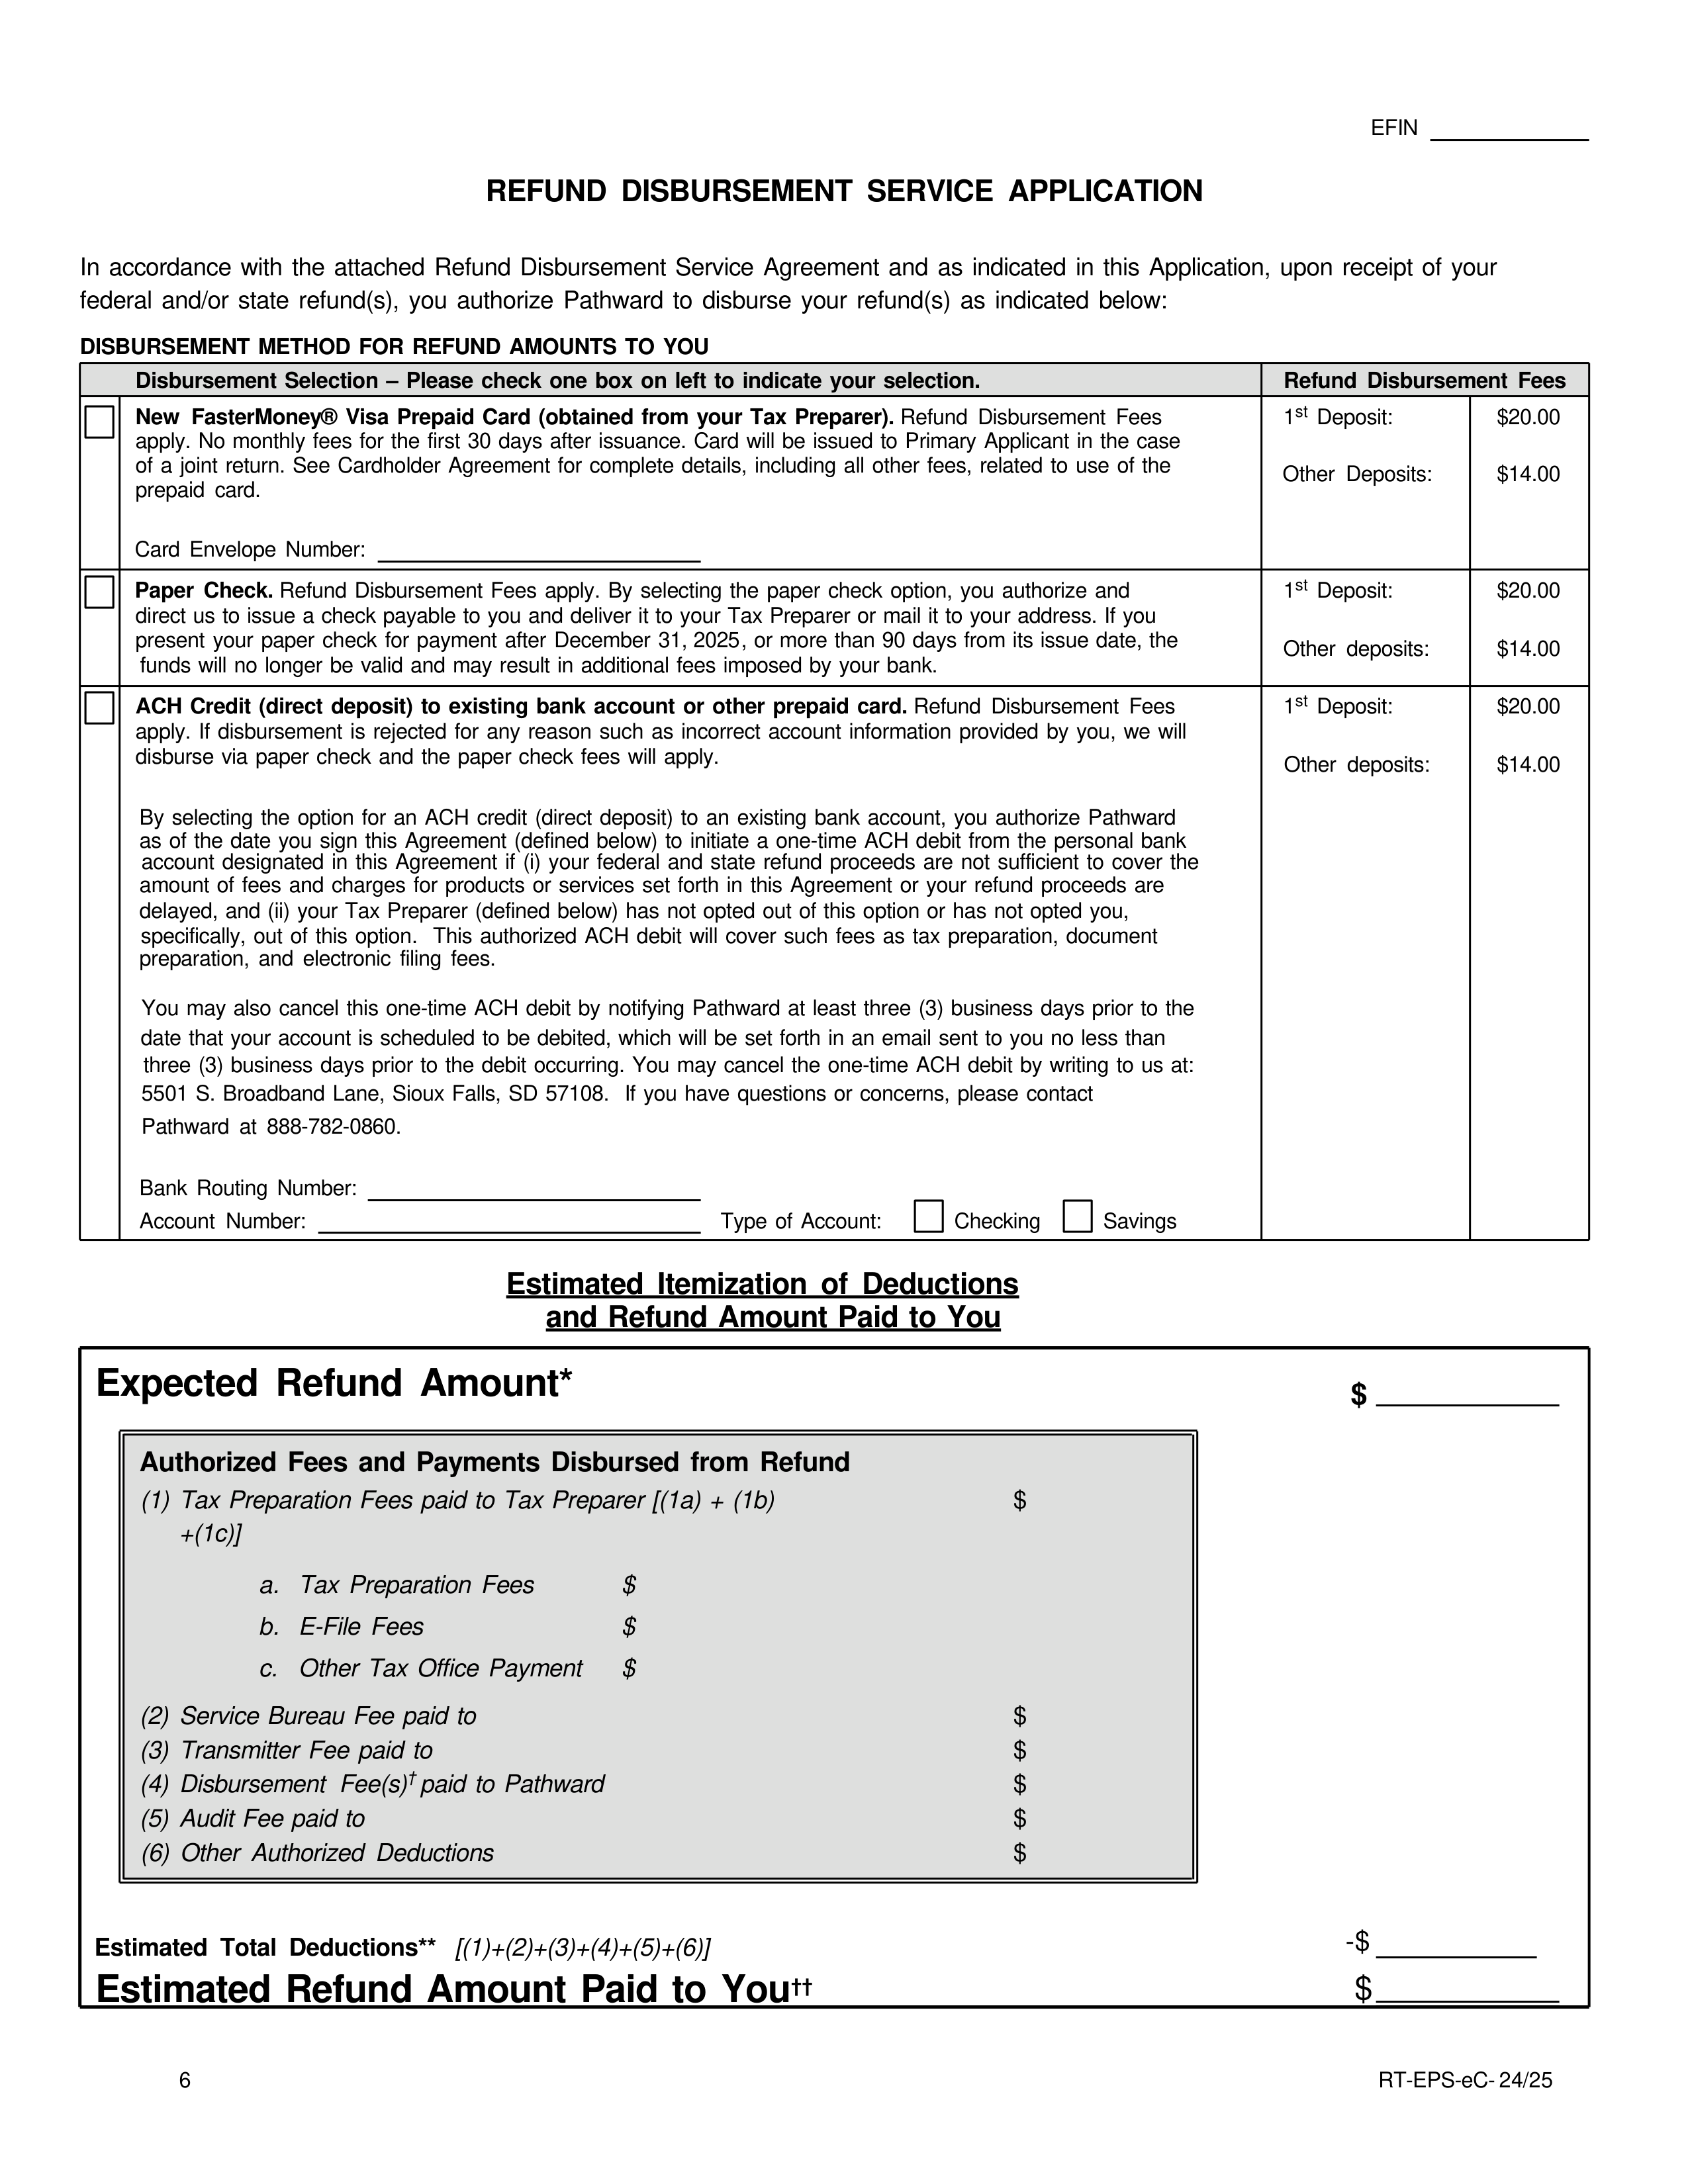 EFIN
REFUND DISBURSEMENT SERVICE APPLICATION
In accordance with the attached Refund Disbursement Service Agreement and as indicated in this Application, upon receipt of your
federal and/or state refund(s), you authorize Pathward to disburse your refund(s) as indicated below:
DISBURSEMENT METHOD FOR REFUND AMOUNTS TO YOU
Disbursement Selection – Please check one box on left to indicate your selection. Refund Disbursement Fees
New FasterMoney® Visa Prepaid Card (obtained from your Tax Preparer). Refund Disbursement Fees 1st Deposit: $20.00
apply. No monthly fees for the first 30 days after issuance. Card will be issued to Primary Applicant in the case
of a joint return. See Cardholder Agreement for complete details, including all other fees, related to use of the Other Deposits: $14.00
prepaid card.
Card Envelope Number:
Paper Check. Refund Disbursement Fees apply. By selecting the paper check option, you authorize and 1st Deposit: $20.00
direct us to issue a check payable to you and deliver it to your Tax Preparer or mail it to your address. If you
present your paper check for payment after December 31, 2025, or more than 90 days from its issue date, the Other deposits: $14.00
funds will no longer be valid and may result in additional fees imposed by your bank.
ACH Credit (direct deposit) to existing bank account or other prepaid card. Refund Disbursement Fees 1st Deposit: $20.00
apply. If disbursement is rejected for any reason such as incorrect account information provided by you, we will
disburse via paper check and the paper check fees will apply. Other deposits: $14.00
By selecting the option for an ACH credit (direct deposit) to an existing bank account, you authorize Pathward
as of the date you sign this Agreement (defined below) to initiate a one-time ACH debit from the personal bank
account designated in this Agreement if (i) your federal and state refund proceeds are not sufficient to cover the
amount of fees and charges for products or services set forth in this Agreement or your refund proceeds are
delayed, and (ii) your Tax Preparer (defined below) has not opted out of this option or has not opted you,
specifically, out of this option. This authorized ACH debit will cover such fees as tax preparation, document
preparation, and electronic filing fees.
You may also cancel this one-time ACH debit by notifying Pathward at least three (3) business days prior to the
date that your account is scheduled to be debited, which will be set forth in an email sent to you no less than
three (3) business days prior to the debit occurring. You may cancel the one-time ACH debit by writing to us at:
5501 S. Broadband Lane, Sioux Falls, SD 57108. If you have questions or concerns, please contact
Pathward at 888-782-0860.
Bank Routing Number:
Account Number: Type of Account: Checking Savings
Estimated Itemization of Deductions
and Refund Amount Paid to You
Expected Refund Amount* $
Authorized Fees and Payments Disbursed from Refund
(1) Tax Preparation Fees paid to Tax Preparer [(1a) + (1b) $
+(1c)]
a. Tax Preparation Fees $
b. E-File Fees $
c. Other Tax Office Payment $
(2) Service Bureau Fee paid to $
(3) Transmitter Fee paid to $
(4) Disbursement Fee(s)† paid to Pathward $
(5) Audit Fee paid to $
(6) Other Authorized Deductions $
Estimated Total Deductions** [(1)+(2)+(3)+(4)+(5)+(6)] -$
Estimated Refund Amount Paid to You†† $
6 RT-EPS-eC- 24/25